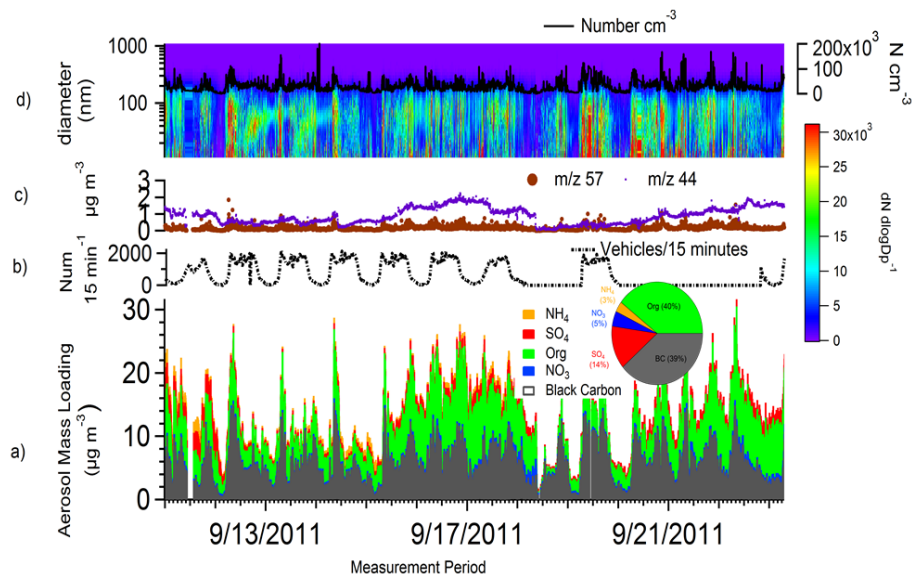 Number cm-3
d)
diameter
(nm)
1000
100
200x10³
100
0
N cm-3
c)
µg m-3
3
2
1
0
m/z 57
m/z 44
b)
Num
15 min-1
2000
0
Vehicles/15 minutes
30x10³
25
20
15
10
5
0
dN dlogDp-1
a)
Aerosol Mass Loading
(µg m-3)
30
20
10
0
NH4
SO4
Org
NO3
Black Carbon
NH4
(3%)
Org (40%)
NO3
(5%)
SO4
(14%)
BC (39%)
9/13/2011
9/17/2011
9/21/2011
Measurement Period